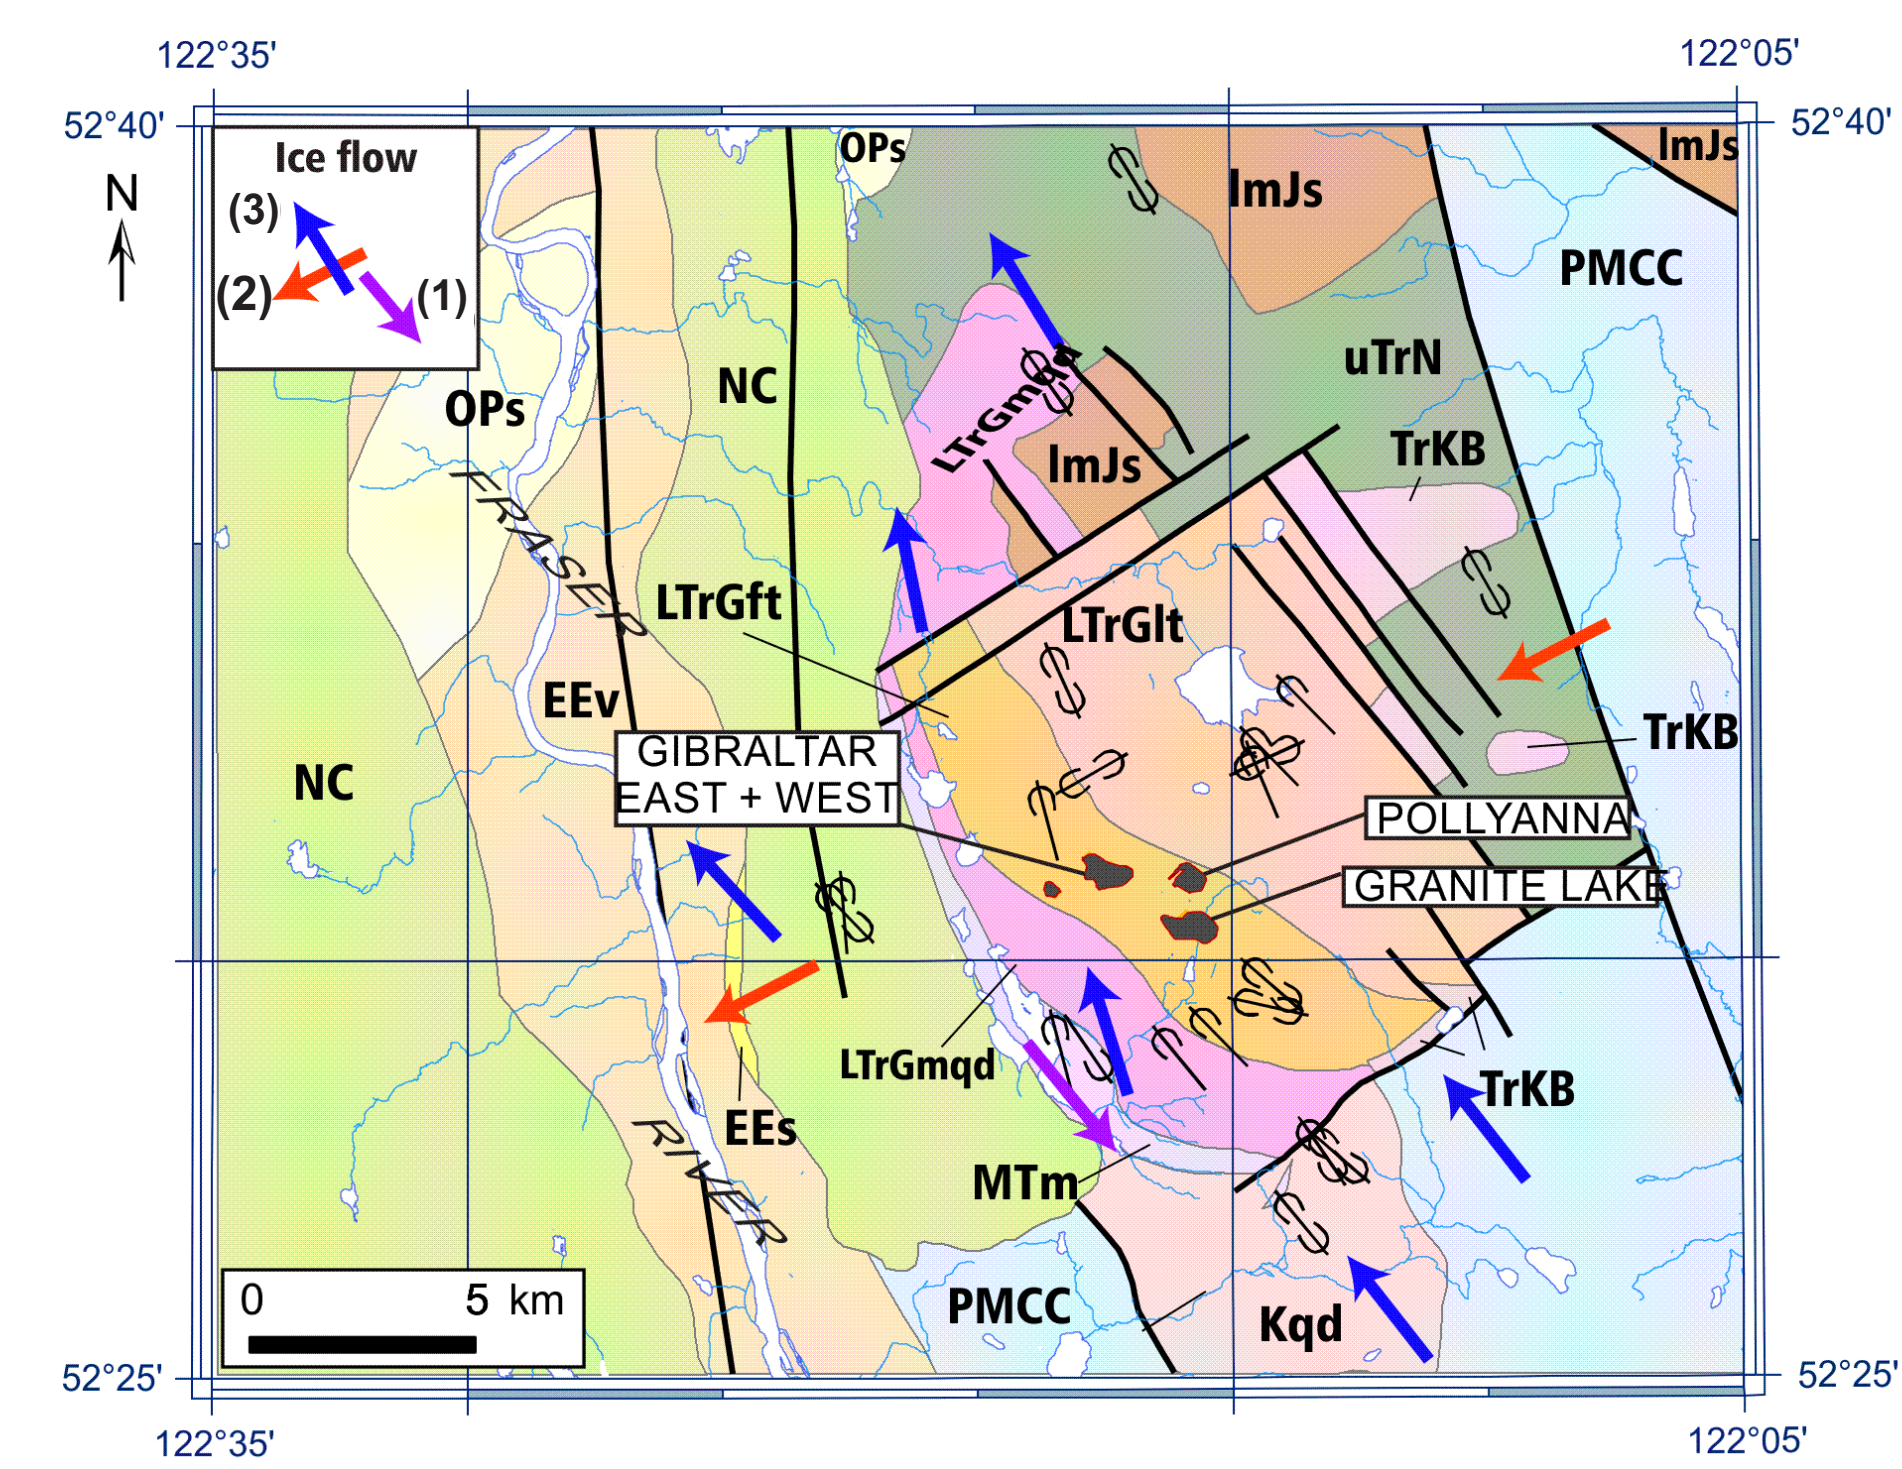 122°35'
122°05'
52°40'
52°40'
N
Ice flow
(3)
(2)
(1)
OPs
lmJs
lmJs
PMCC
NC
OPs
uTrN
LTrGmqd
lmJs
TrKB
FRASER
LTrGft
LTrGlt
EEv
TrKB
NC
GIBRALTAR
EAST + WEST
POLLYANNA
GRANITE LAKE
LTrGmqd
TrKB
EEs
RIVER
MTm
PMCC
Kqd
0 5 km
52°25'
52°25'
122°35'
122°05'